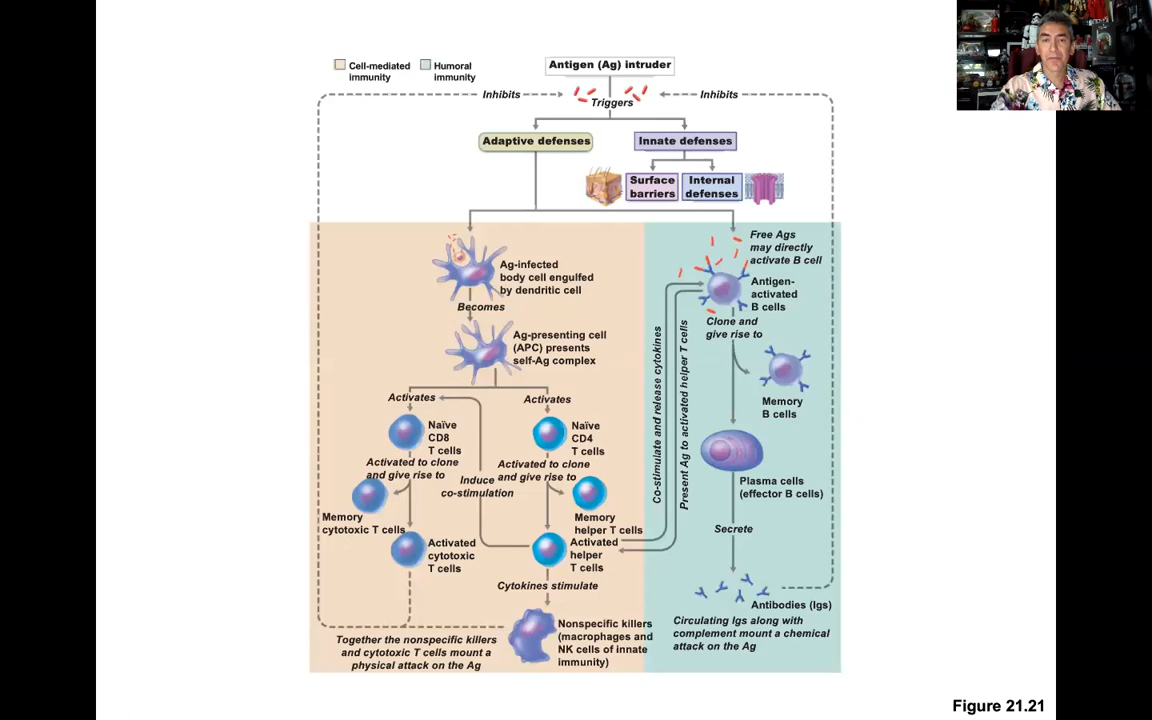 Cell-mediated
immunity
Humoral
immunity
Antigen (Ag) intruder
Inhibits
Triggers
Inhibits
Adaptive defenses
Innate defenses
Surface
barriers
Internal
defenses
Free Ags
may directly
activate B cell
Ag-infected
body cell engulfed
by dendritic cell
Antigen-
activated
B cells
Becomes
Clone and
give rise to
Ag-presenting cell
(APC) presents
self-Ag complex
Memory
B cells
Activates
Activates
Naïve
CD8
T cells
Naïve
CD4
T cells
Activated to clone
and give rise to
Activated to clone
and give rise to
Induce
co-stimulation
Co-stimulate and release cytokines
Present Ag to activated helper T cells
Plasma cells
(effector B cells)
Memory
cytotoxic T cells
Memory
helper T cells
Activated
cytotoxic
T cells
Activated
helper
T cells
Secrete
Cytokines stimulate
Antibodies (Igs)
Nonspecific killers
(macrophages and
NK cells of innate
immunity)
Together the nonspecific killers
and cytotoxic T cells mount a
physical attack on the Ag
Circulating Igs along with
complement mount a chemical
attack on the Ag
Figure 21.21